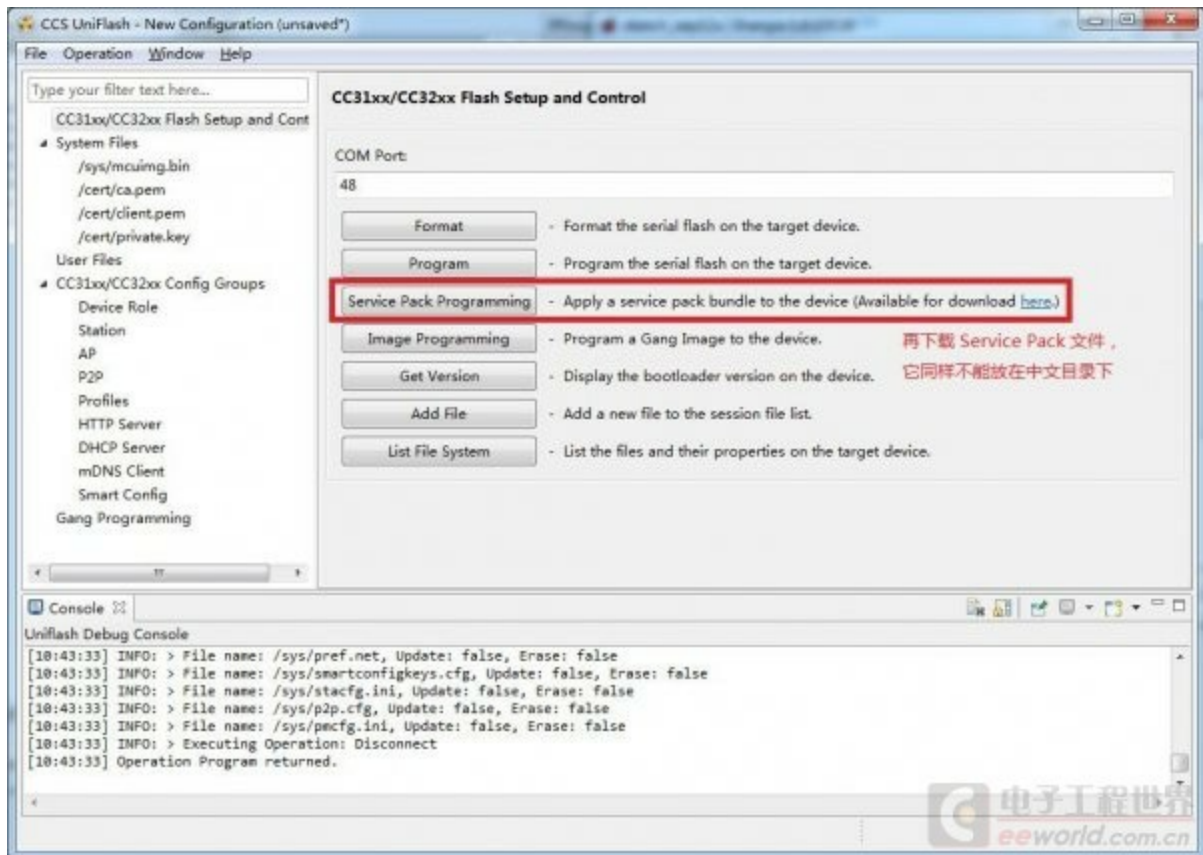 CCS UniFlash - New Configuration (unsaved*)
File Operation Window Help
Type your filter text here...
CC31xx/CC32xx Flash Setup and Cont
System Files
/sys/mcuimg.bin
/cert/ca.pem
/cert/client.pem
/cert/private.key
User Files
CC31xx/CC32xx Config Groups
Device Role
Station
AP
P2P
Profiles
HTTP Server
DHCP Server
mDNS Client
Smart Config
Gang Programming
CC31xx/CC32xx Flash Setup and Control
COM Port:
48
Format - Format the serial flash on the target device.
Program - Program the serial flash on the target device.
Service Pack Programming - Apply a service pack bundle to the device (Available for download here.)
Image Programming - Program a Gang Image to the device.
再下载 Service Pack 文件，
它同样不能放在中文目录下
Get Version - Display the bootloader version on the device.
Add File - Add a new file to the session file list.
List File System - List the files and their properties on the target device.
Console
Uniflash Debug Console
[10:43:33] INFO: > File name: /sys/pref.net, Update: false, Erase: false
[10:43:33] INFO: > File name: /sys/smartconfigkeys.cfg, Update: false, Erase: false
[10:43:33] INFO: > File name: /sys/stacfg.ini, Update: false, Erase: false
[10:43:33] INFO: > File name: /sys/p2p.cfg, Update: false, Erase: false
[10:43:33] INFO: > File name: /sys/pmcfg.ini, Update: false, Erase: false
[10:43:33] INFO: > Executing Operation: Disconnect
[10:43:33] Operation Program returned.
电子工程世界
eeworld.com.cn